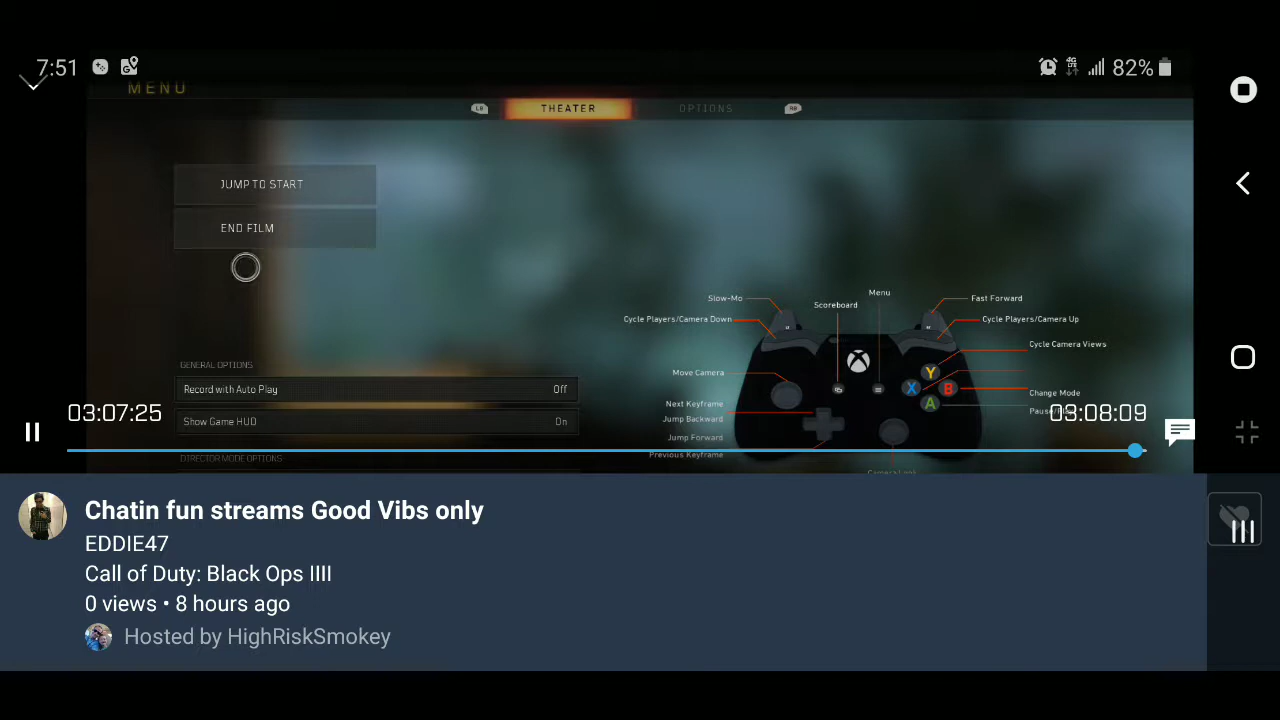 7:51
82%
MENU
LB THEATER OPTIONS RB
JUMP TO START
END FILM
Slow-Mo
Menu
Scoreboard
Fast Forward
Cycle Players/Camera Down
Cycle Players/Camera Up
Cycle Camera Views
GENERAL OPTIONS
Move Camera
Y
X
B
A
Record with Auto Play Off
Change Mode
Next Keyframe
Jump Backward
03:07:25
03:08:09
Show Game HUD On
Jump Forward
DIRECTOR MODE OPTIONS
Previous Keyframe
Chatin fun streams Good Vibs only
EDDIE47
Call of Duty: Black Ops IIII
0 views • 8 hours ago
Hosted by HighRiskSmokey